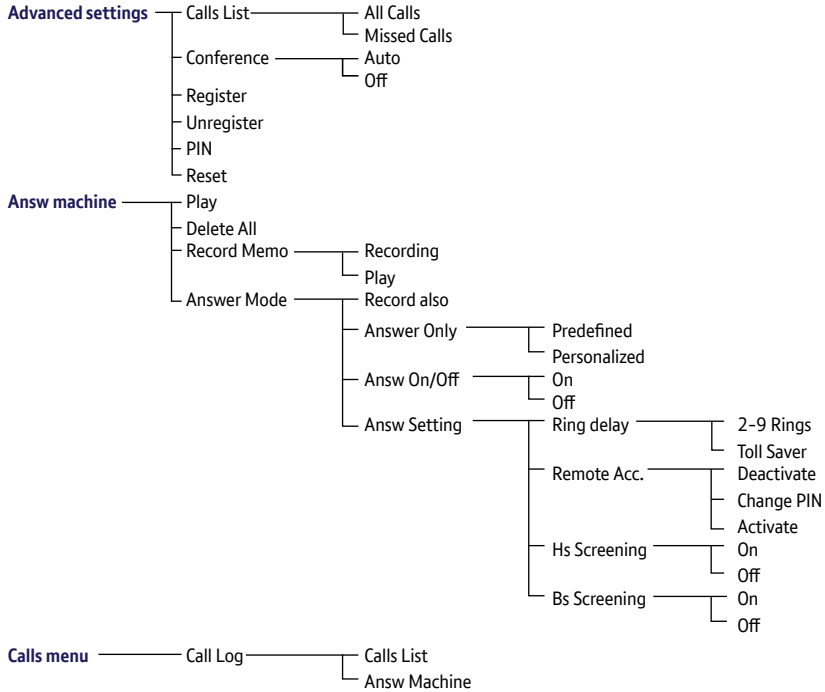 Advanced settings Calls List All Calls
Missed Calls
Conference Auto
Off
Register
Unregister
PIN
Reset
Answ machine Play
Delete All
Record Memo Recording
Play
Answer Mode Record also
Answer Only Predefined
Personalized
Answ On/Off On
Off
Answ Setting Ring delay 2-9 Rings
Toll Saver
Remote Acc. Deactivate
Change PIN
Activate
Hs Screening On
Off
Bs Screening On
Off
Calls menu Call Log Calls List
Answ Machine